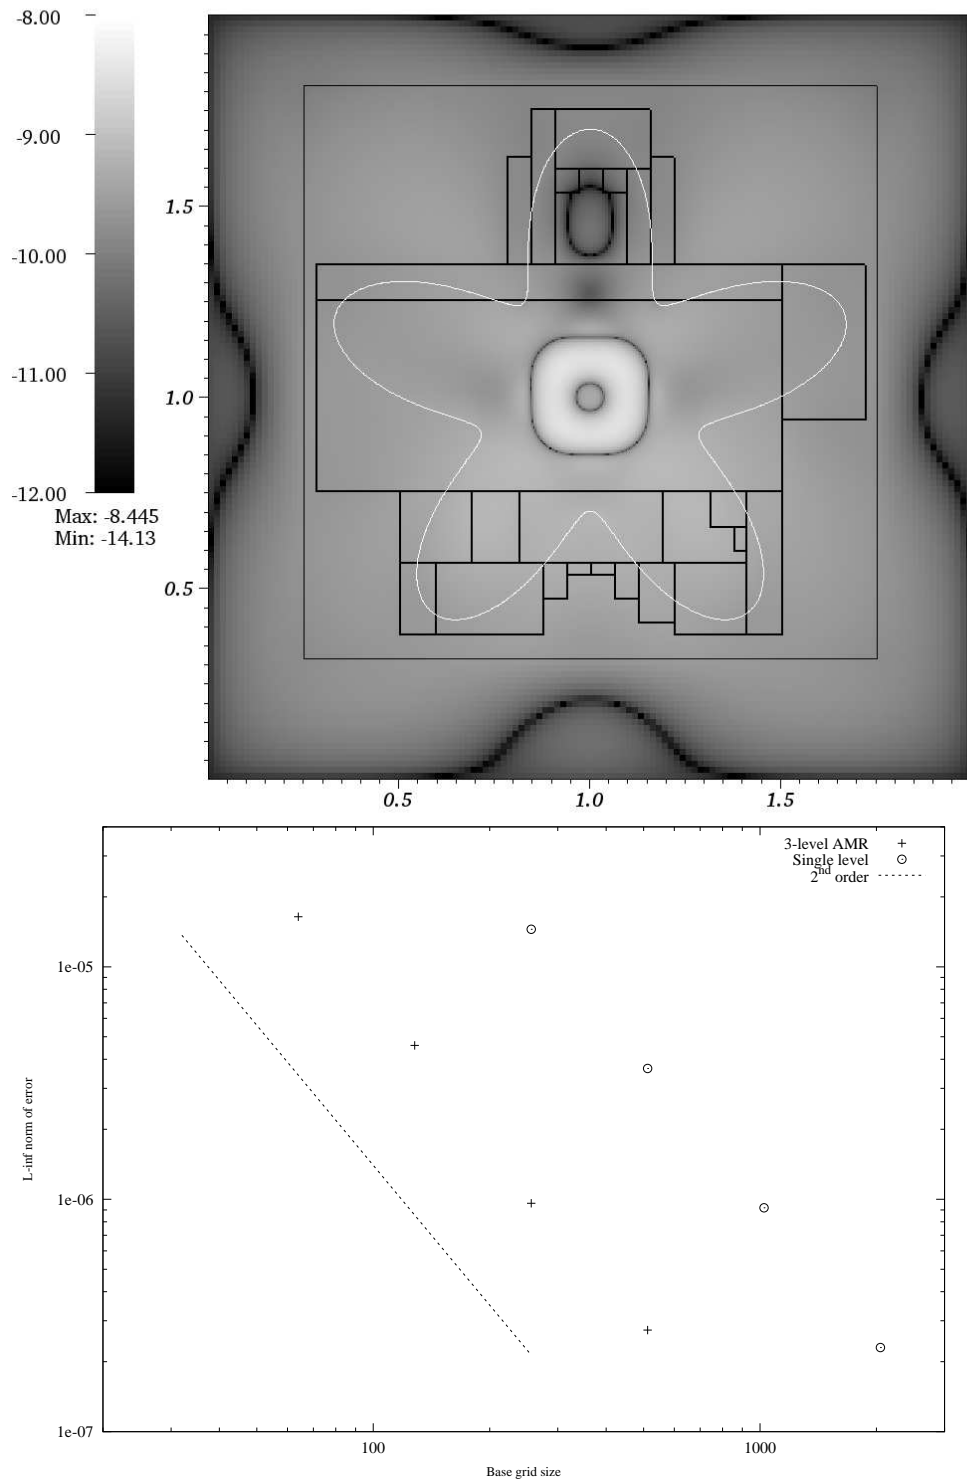 -8.00
-9.00
-10.00
-11.00
-12.00
Max: -8.445
Min: -14.13
1.5
1.0
0.5
0.5 1.0 1.5
3-level AMR
Single level
2nd order
1e-05
1e-06
1e-07
L-inf norm of error
100 1000
Base grid size